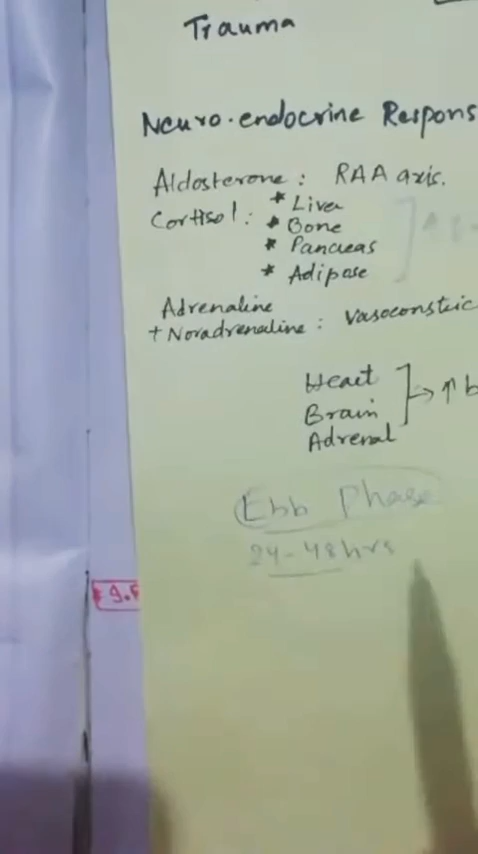 Trauma
Neuro.endocrine Respons
Aldosterone : RAA axis.
Cortisol : * Liver
* Bone
* Pancreas
* Adipose
Adrenaline
+ Noradrenaline : Vasoconstric
Heart
Brain → ↑ b
Adrenal
Ebb Phase
24-48hrs